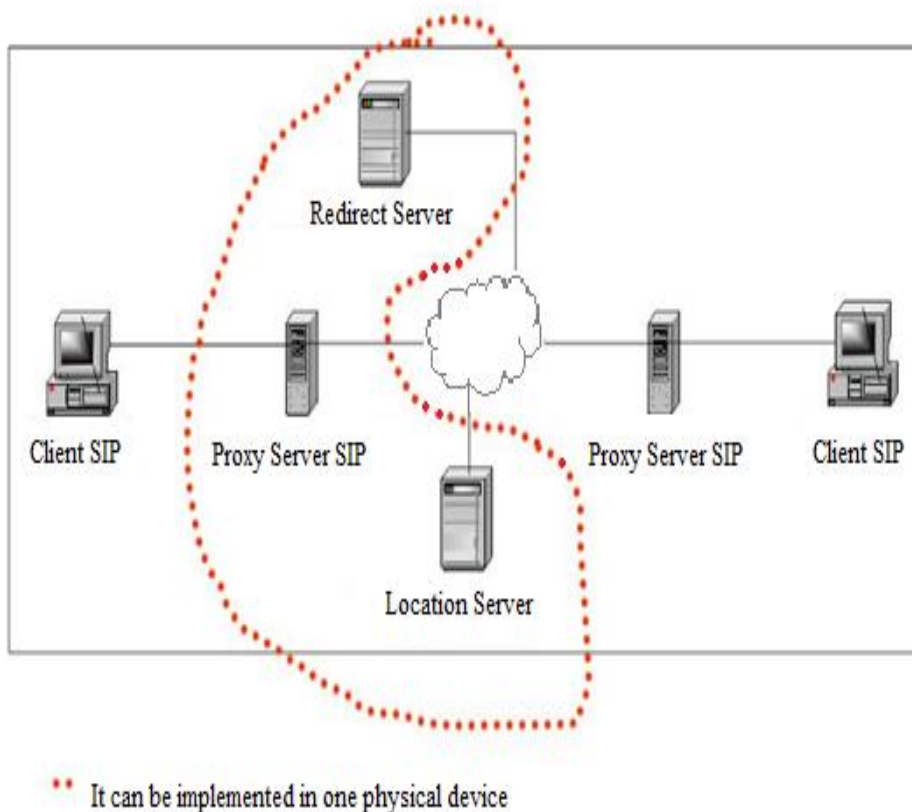 Redirect Server
Client SIP
Proxy Server SIP
Proxy Server SIP
Client SIP
Location Server
It can be implemented in one physical device